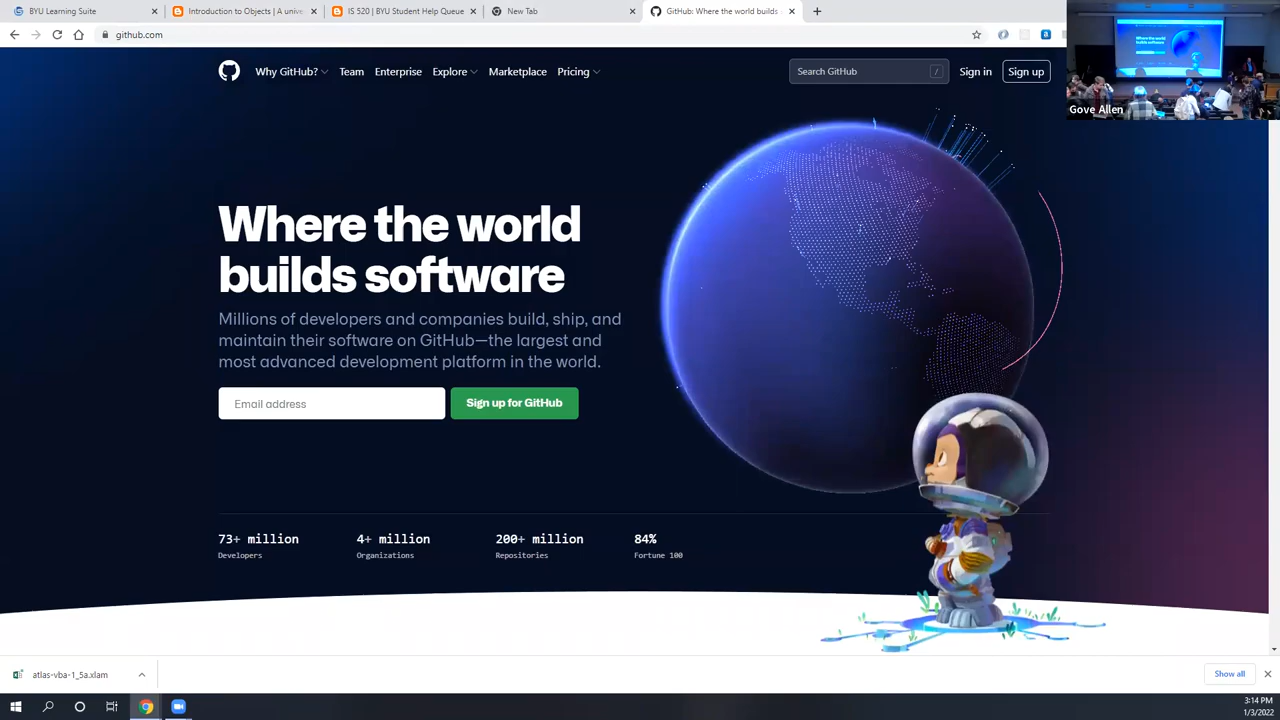 BYU Learning Suite
Introduction to Objects | A unive
IS 520 | BYU Student Help Queue
New Tab
GitHub: Where the world builds
github.com
Why GitHub?
Team
Enterprise
Explore
Marketplace
Pricing
Search GitHub
/
Sign in
Sign up
Gove Allen
Where the world
builds software
Millions of developers and companies build, ship, and
maintain their software on GitHub—the largest and
most advanced development platform in the world.
Email address
Sign up for GitHub
73+ million
Developers
4+ million
Organizations
200+ million
Repositories
84%
Fortune 100
atlas-vba-1_5a.xlam
Show all
3:14 PM
1/3/2022